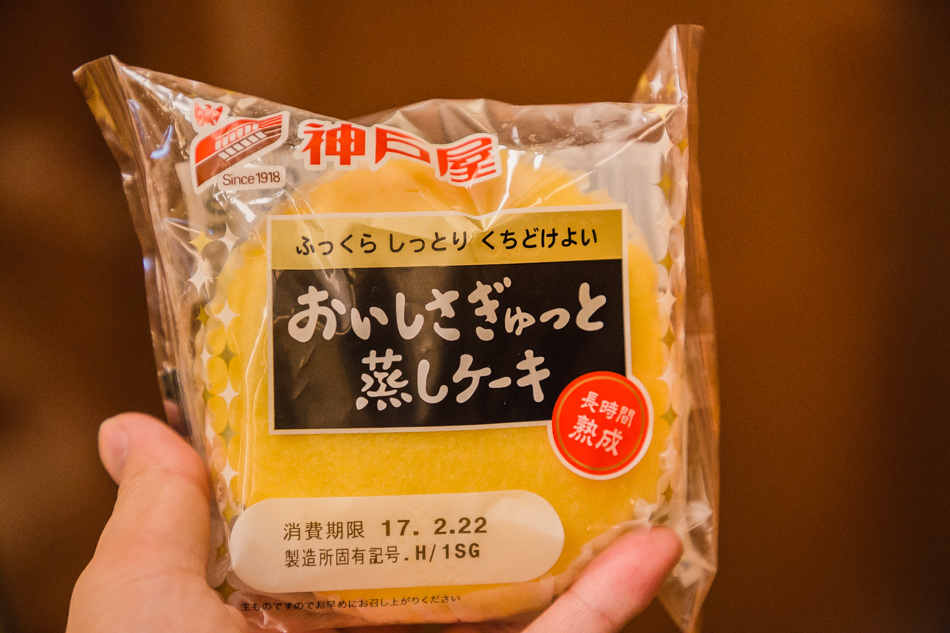 神戸屋
Since 1918
ふっくら しっとり くちどけよい
おいしさぎゅっと
蒸しケーキ
長時間
熟成
消費期限 17. 2.22
製造所固有記号.H/1SG
生ものですのでお早めにお召し上がりください